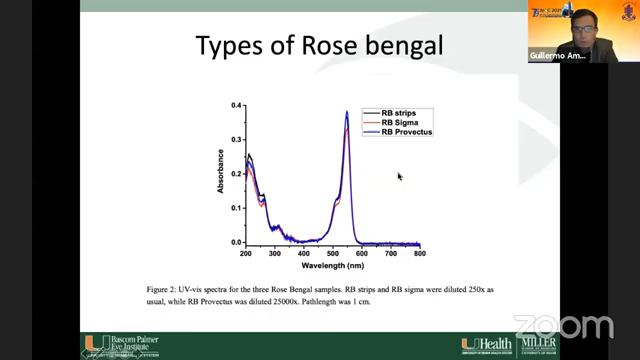 Types of Rose bengal
Guillermo Am...
0.4
0.3
0.2
0.1
0.0
Absorbance
200 300 400 500 600 700 800
Wavelength (nm)
RB strips
RB Sigma
RB Provectus
Figure 2: UV-vis spectra for the three Rose Bengal samples. RB strips and RB sigma were diluted 250x as
usual, while RB Provectus was diluted 25000x. Pathlength was 1 cm.
BASCOM PALMER
EYE INSTITUTE
UHealth
MILLER
zoom